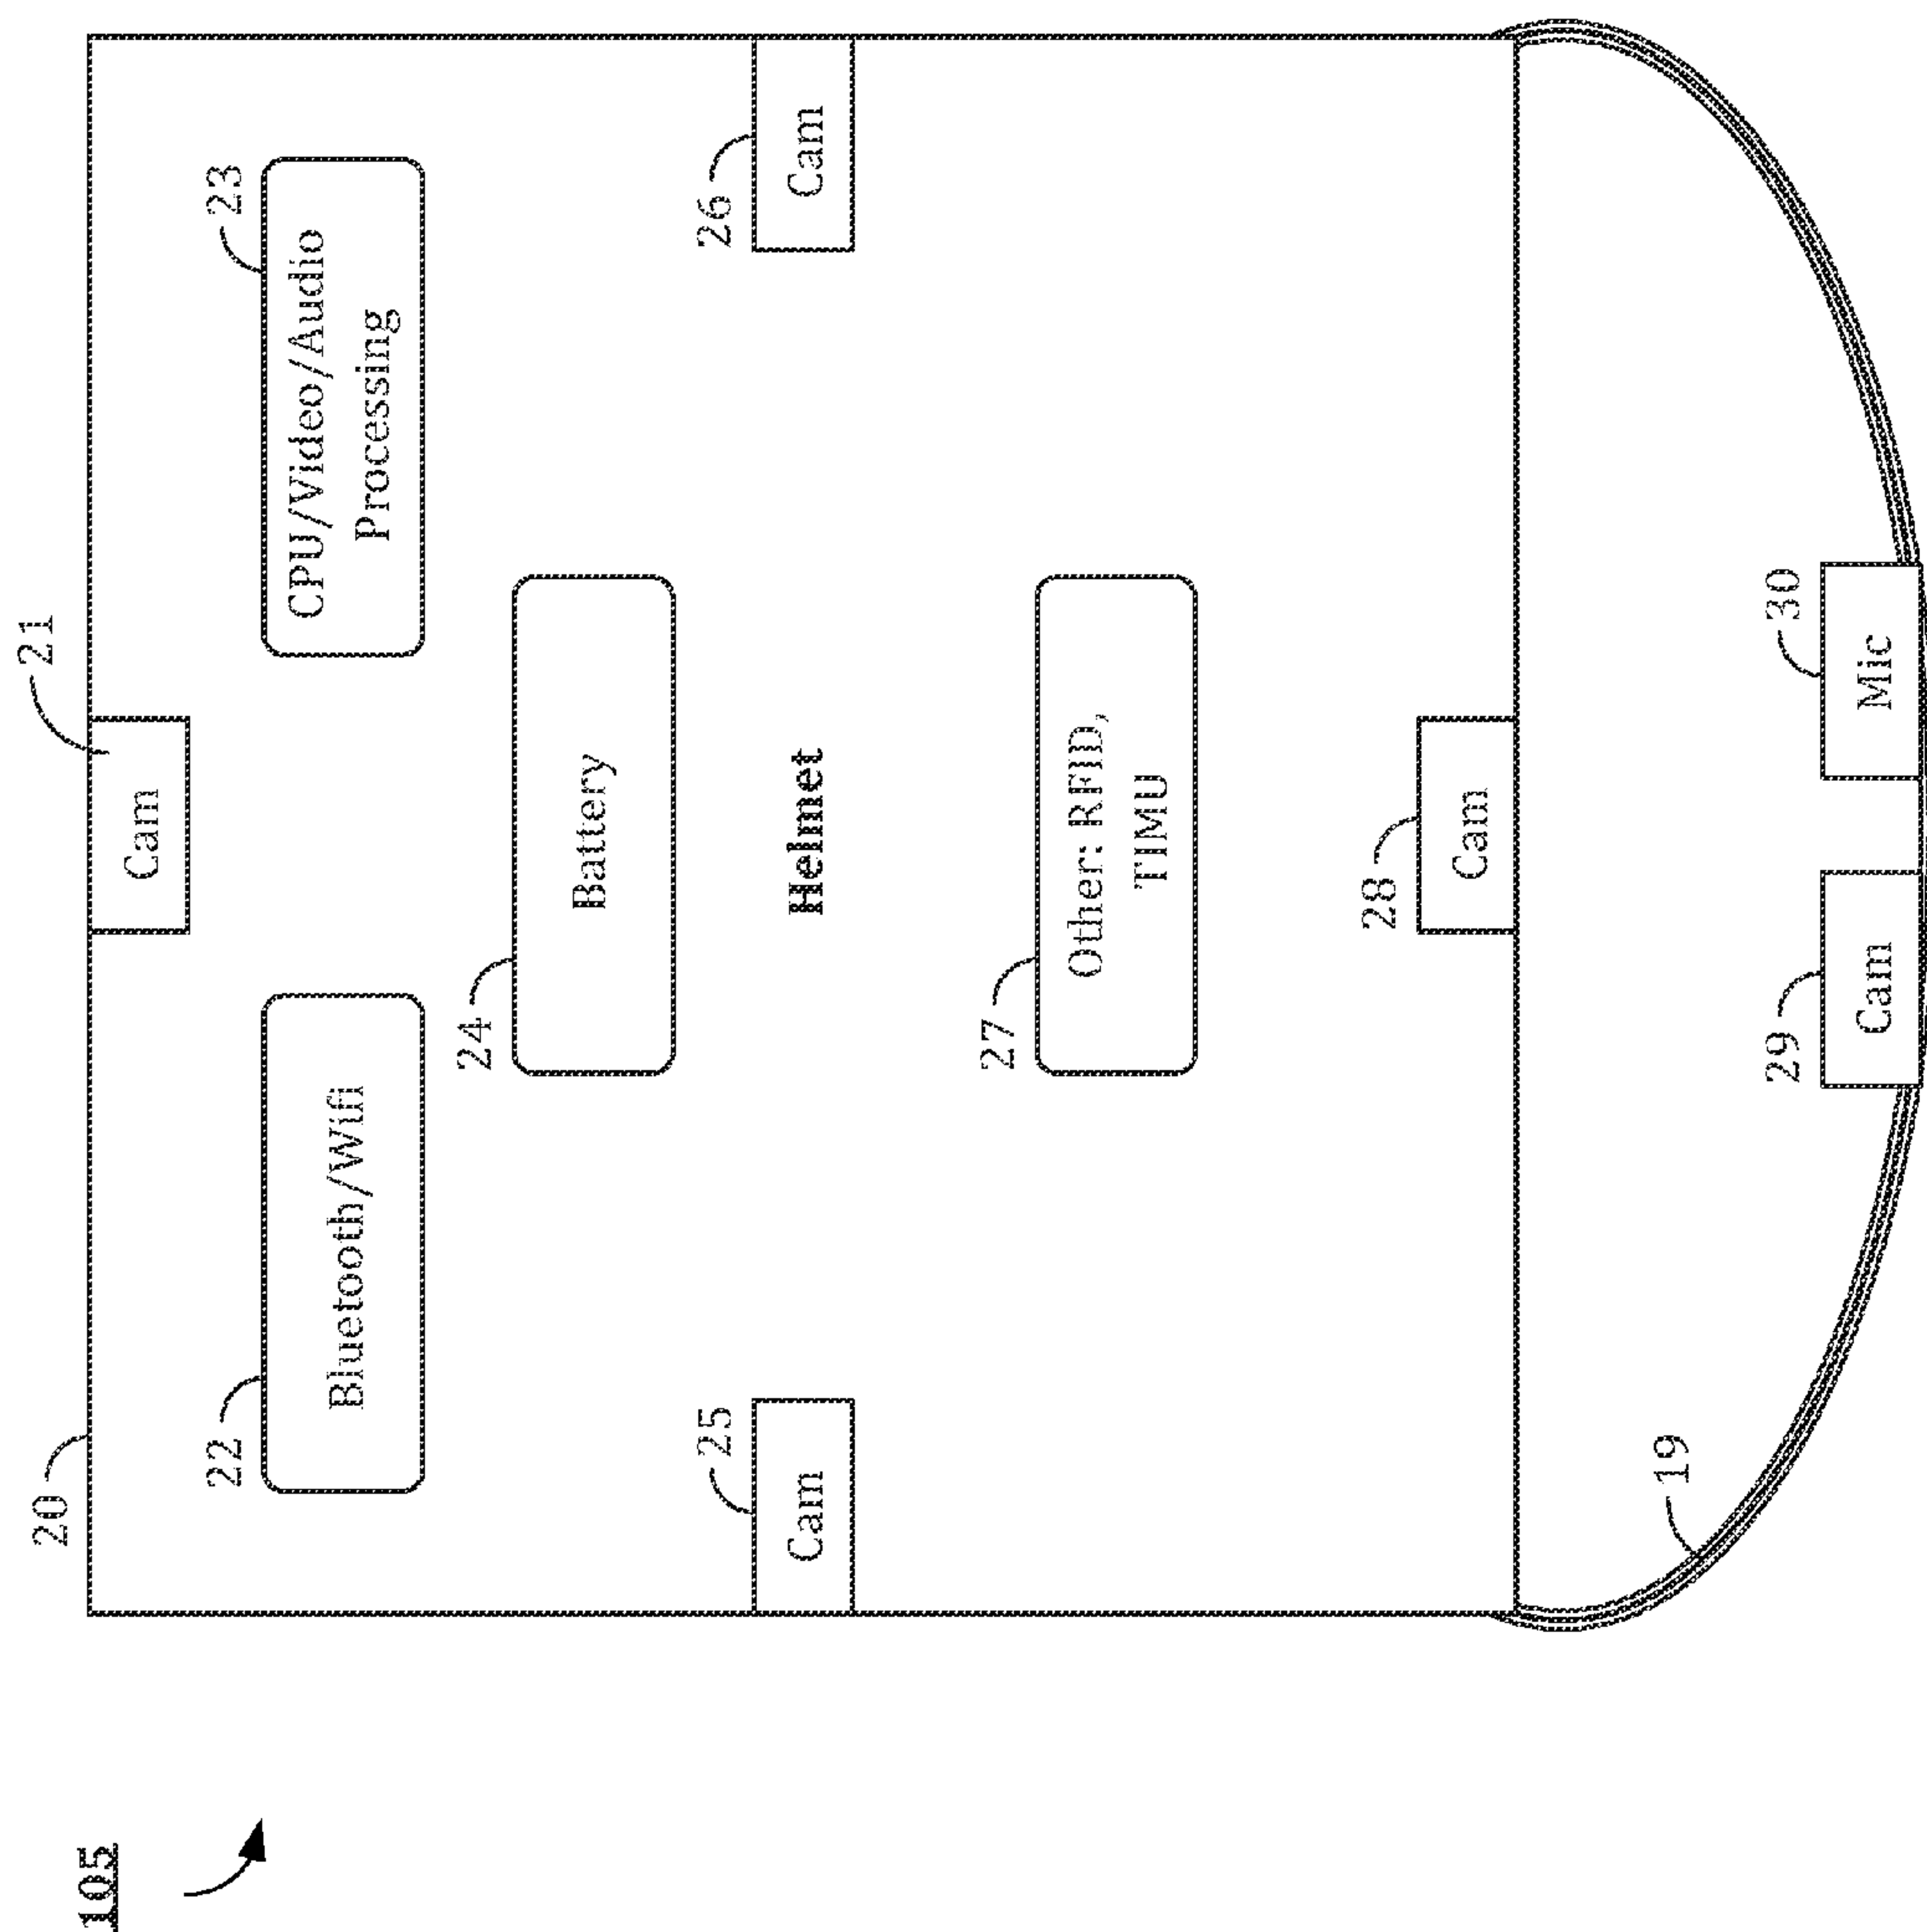 105
20
21
Cam
22
Bluetooth/Wifi
23
CPU/Video/Audio
Processing
24
Battery
25
Cam
Helmet
26
Cam
27
Other: RFID,
TIMU
28
Cam
19
29
Cam
30
Mic